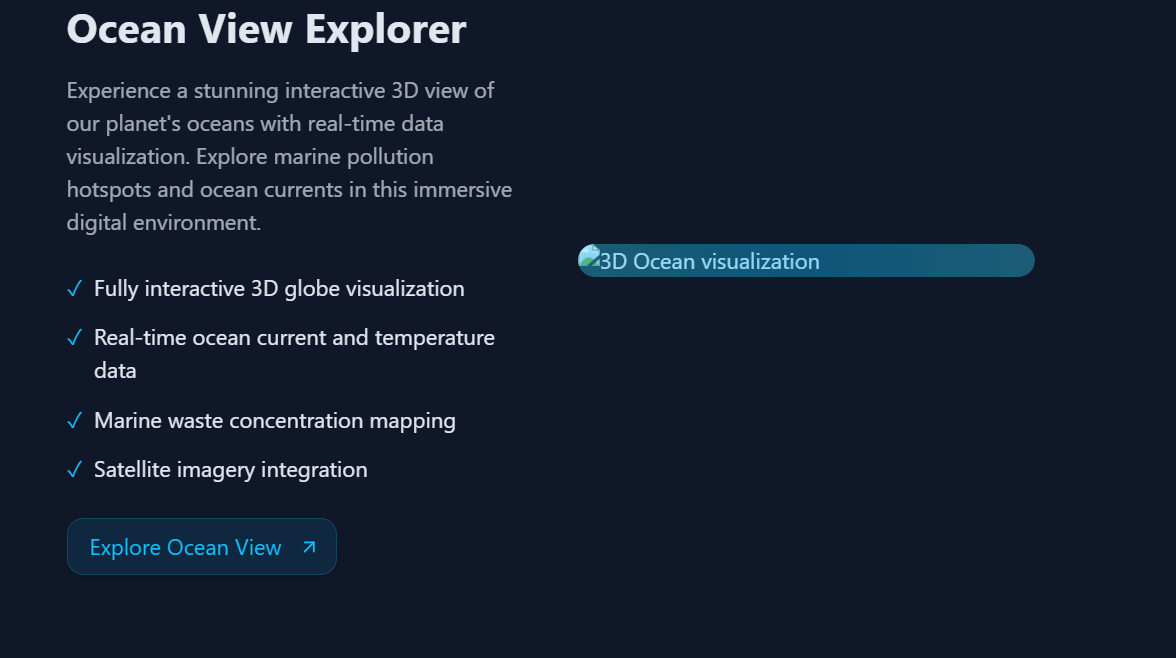 Ocean View Explorer
Experience a stunning interactive 3D view of
our planet's oceans with real-time data
visualization. Explore marine pollution
hotspots and ocean currents in this immersive
digital environment.
✓ Fully interactive 3D globe visualization
✓ Real-time ocean current and temperature
data
✓ Marine waste concentration mapping
✓ Satellite imagery integration
Explore Ocean View
3D Ocean visualization